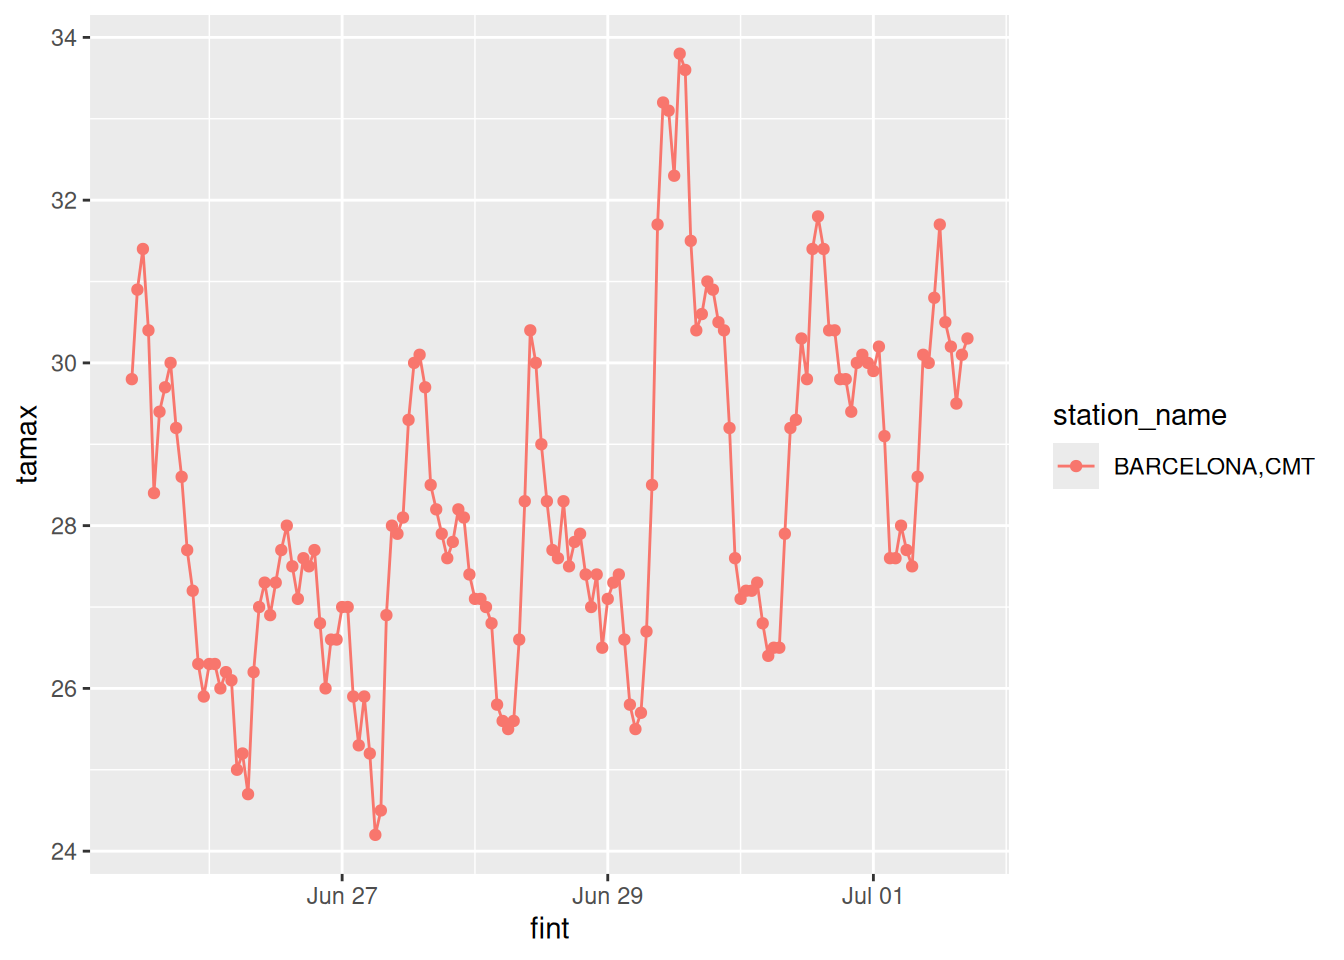 34
32
30
28
26
24
tamax
Jun 27
Jun 29
Jul 01
fint
station_name
BARCELONA,CMT